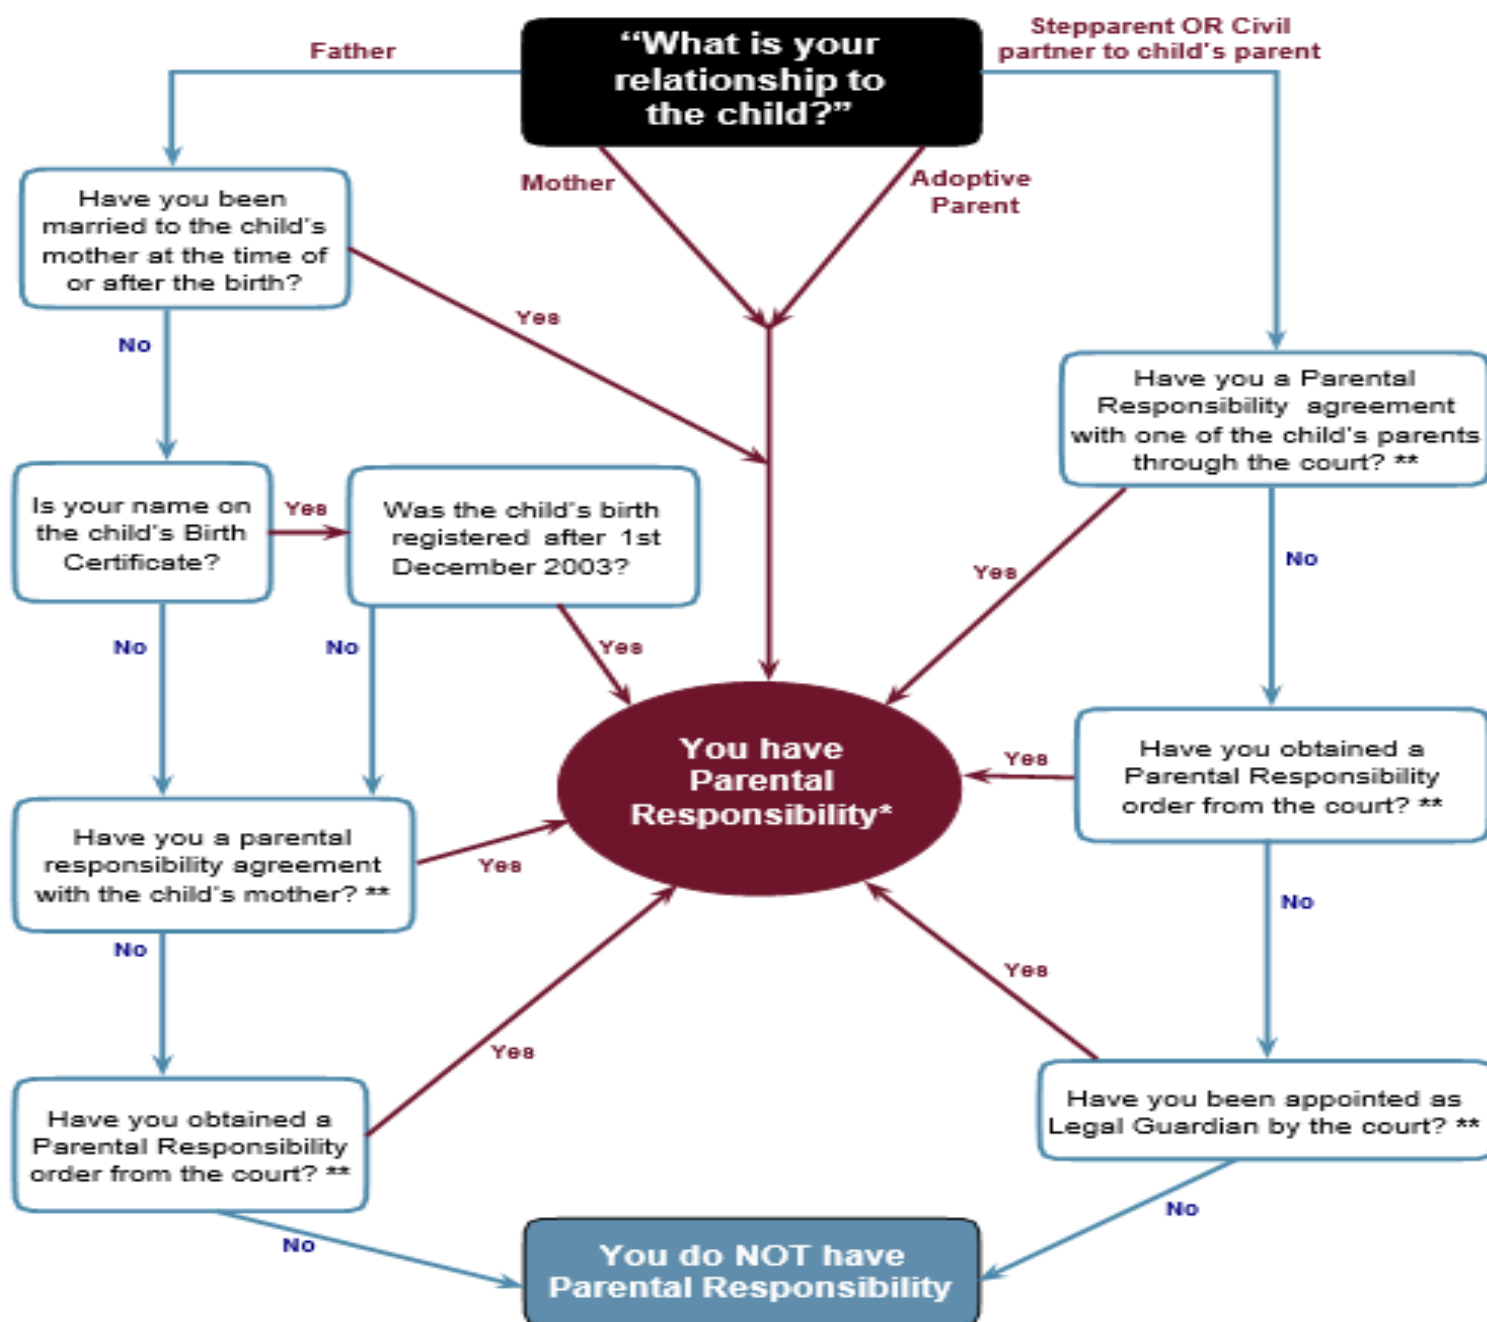 “What is your
relationship to
the child?”
Father
Stepparent OR Civil
partner to child’s parent
Mother
Adoptive
Parent
Have you been
married to the child’s
mother at the time of
or after the birth?
Yes
No
Have you a Parental
Responsibility agreement
with one of the child’s parents
through the court? **
Is your name on
the child’s Birth
Certificate?
Yes
Was the child’s birth
registered after 1st
December 2003?
Yes
No
No
No
Yes
You have
Parental
Responsibility*
Yes
Have you obtained a
Parental Responsibility
order from the court? **
Have you a parental
responsibility agreement
with the child’s mother? **
Yes
No
No
Yes
Yes
Have you obtained a
Parental Responsibility
order from the court? **
Have you been appointed as
Legal Guardian by the court? **
No
No
You do NOT have
Parental Responsibility